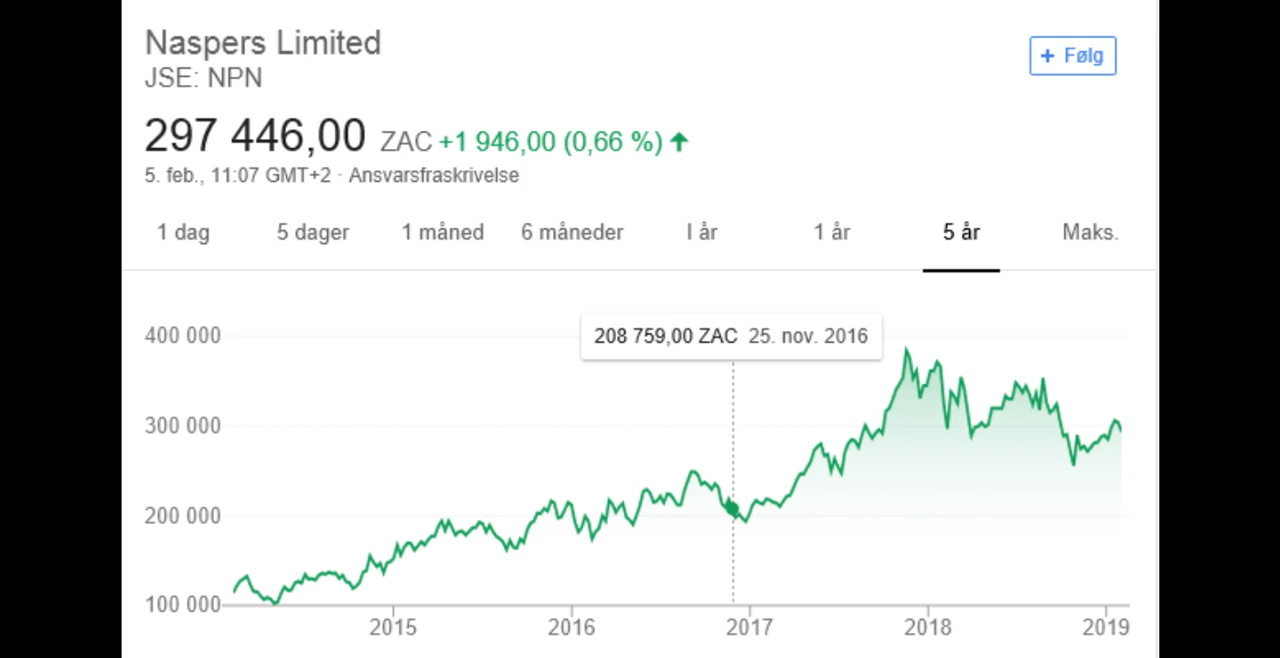 Naspers Limited
+ Følg
JSE: NPN
297 446,00 ZAC +1 946,00 (0,66 %)
5. feb., 11:07 GMT+2 · Ansvarsfraskrivelse
1 dag 5 dager 1 måned 6 måneder I år 1 år 5 år Maks.
400 000
208 759,00 ZAC 25. nov. 2016
300 000
200 000
100 000
2015 2016 2017 2018 2019